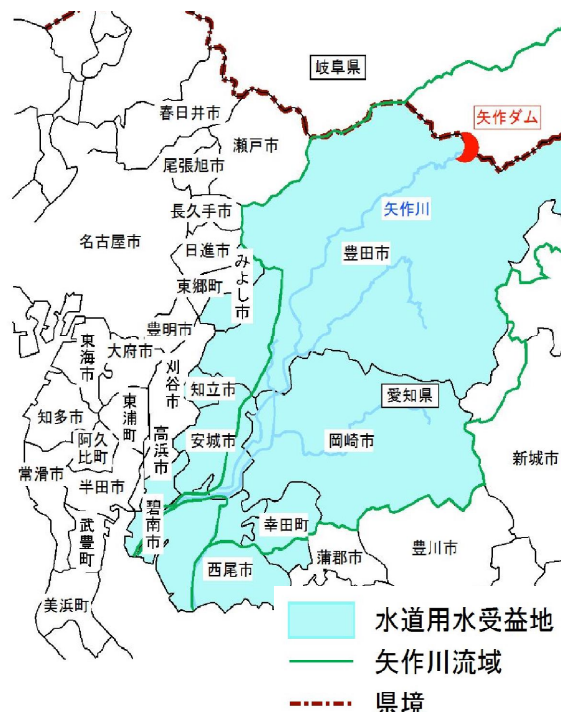 岐阜県
春日井市
矢作ダム
瀬戸市
尾張旭市
長久手市
矢作川
名古屋市
日進市
みよし市
豊田市
東郷町
豊明市
東海市
大府市
刈谷市
知立市
愛知県
知多市
東浦町
高浜市
安城市
岡崎市
阿久
比町
常滑市
半田市
新城市
碧南市
武豊町
幸田町
豊川市
蒲郡市
西尾市
美浜町
水道用水受益地
矢作川流域
県境